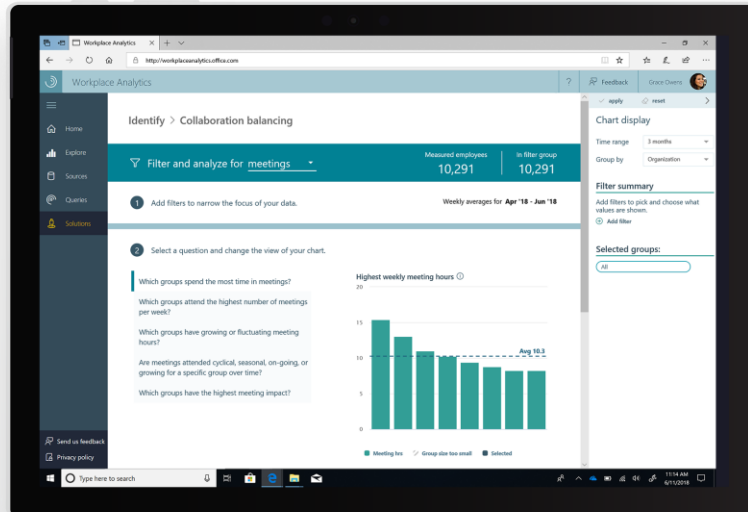 Workplace Analytics
http://workplaceanalytics.office.com
Workplace Analytics
? Feedback Grace Owens
Home
Explore
Sources
Queries
Solutions
Send us feedback
Privacy policy
Identify > Collaboration balancing
Filter and analyze for meetings
Measured employees
10,291
In filter group
10,291
1 Add filters to narrow the focus of your data.
Weekly averages for Apr '18 - Jun '18
2 Select a question and change the view of your chart.
Which groups spend the most time in meetings?
Which groups attend the highest number of meetings
per week?
Which groups have growing or fluctuating meeting
hours?
Are meetings attended cyclical, seasonal, on-going, or
growing for a specific group over time?
Which groups have the highest meeting impact?
Highest weekly meeting hours
20
15
10
5
0
Avg 10.3
Meeting hrs Group size too small Selected
apply reset
Chart display
Time range 3 months
Group by Organization
Filter summary
Add filters to pick and choose what
values are shown.
Add filter
Selected groups:
All
Type here to search
11:14 AM
6/11/2018